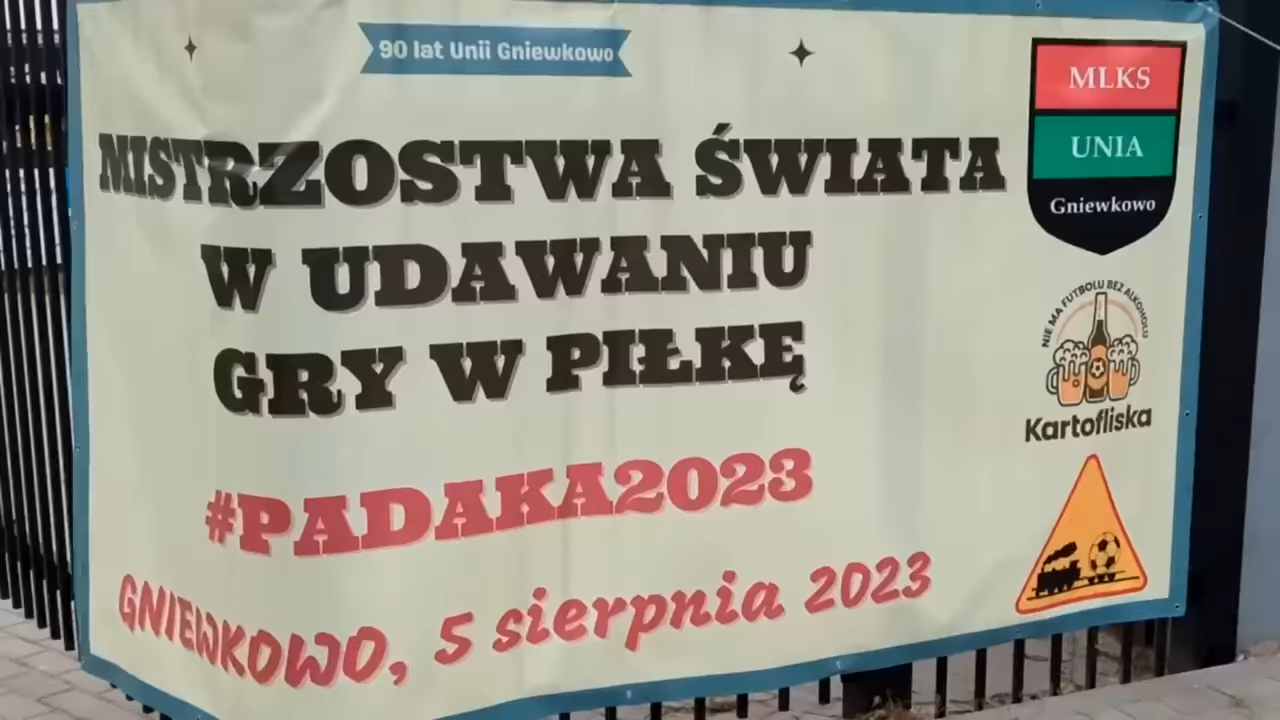 90 lat Unii Gniewkowo
MISTRZOSTWA ŚWIATA
W UDAWANIU
GRY W PIŁKĘ
#PADAKA2023
GNIEWKOWO, 5 sierpnia 2023
MLKS
UNIA
Gniewkowo
NIE MA FUTBOLU BEZ ALKOHOLU
Kartofliska